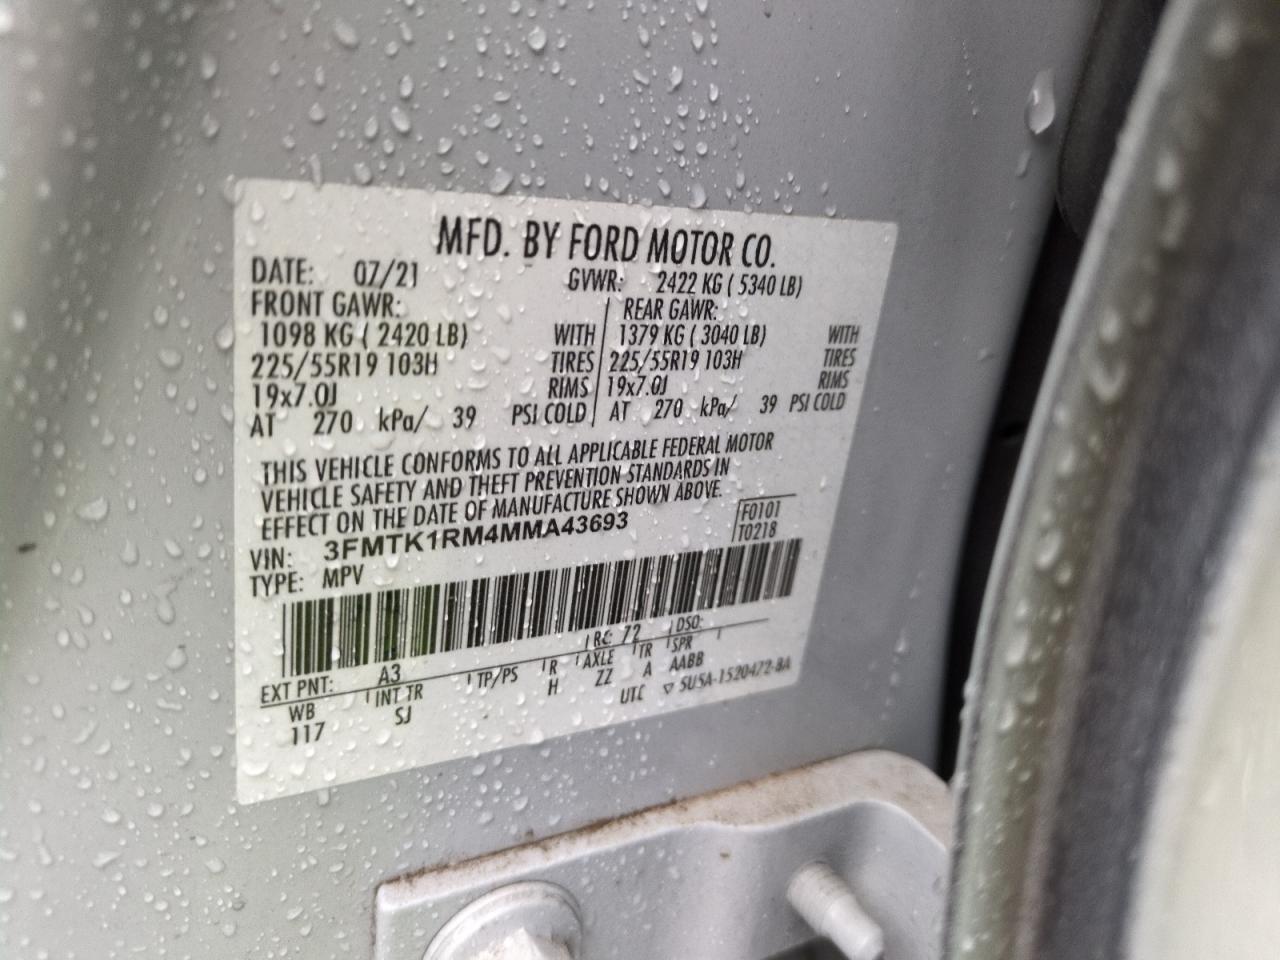 MFD. BY FORD MOTOR CO.
DATE: 07/21 GVWR: 2422 KG ( 5340 LB)
FRONT GAWR: REAR GAWR:
1098 KG ( 2420 LB) WITH 1379 KG ( 3040 LB) WITH
225/55R19 103H TIRES 225/55R19 103H TIRES
19x7.0J RIMS 19x7.0J RIMS
AT 270 kPa/ 39 PSI COLD AT 270 kPa/ 39 PSI COLD
THIS VEHICLE CONFORMS TO ALL APPLICABLE FEDERAL MOTOR
VEHICLE SAFETY AND THEFT PREVENTION STANDARDS IN
EFFECT ON THE DATE OF MANUFACTURE SHOWN ABOVE.
F0101
T0218
VIN: 3FMTK1RM4MMA43693
TYPE: MPV
EXT PNT: A3 RC: 72 DSO:
WB INT TR TP/PS R AXLE TR SPR
117 SJ H ZZ A AABB
UTC ▽ 5U5A-1520472-BA